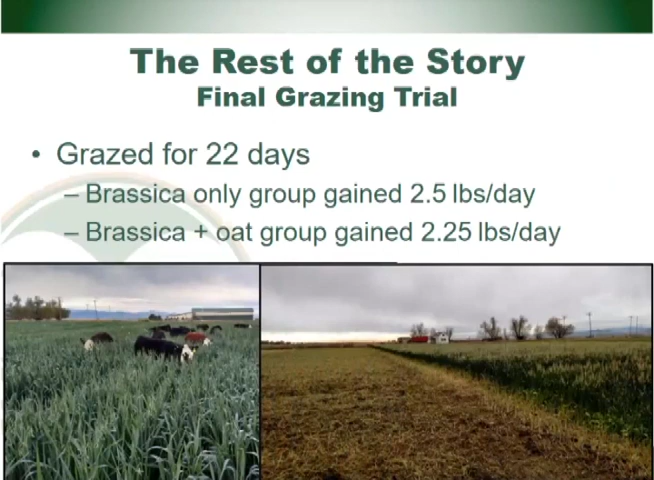 The Rest of the Story
Final Grazing Trial
• Grazed for 22 days
– Brassica only group gained 2.5 lbs/day
– Brassica + oat group gained 2.25 lbs/day